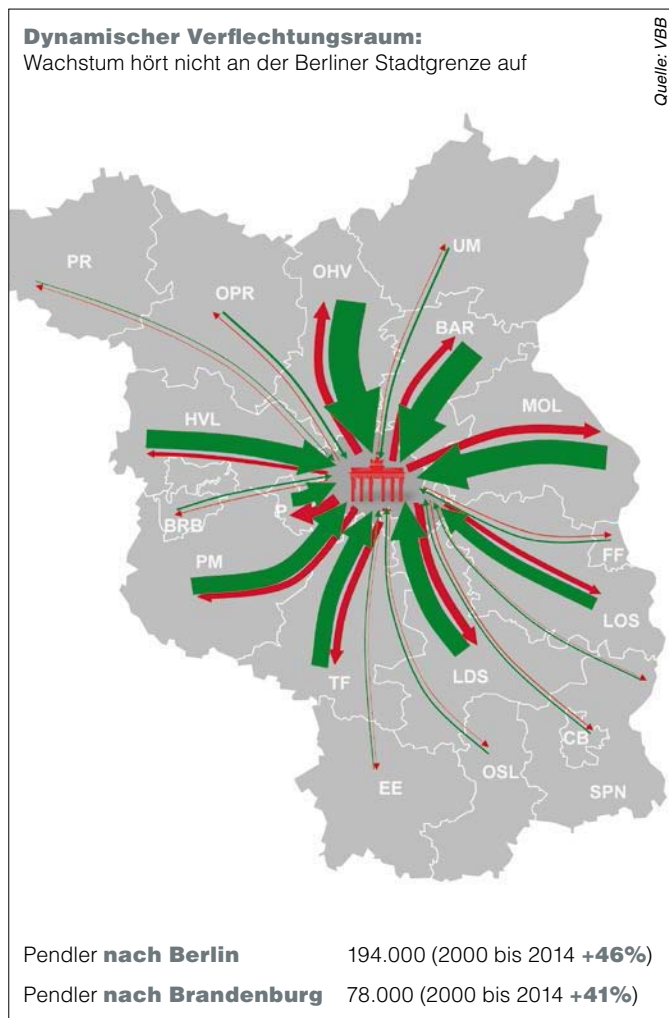 Dynamischer Verflechtungsraum:
Wachstum hört nicht an der Berliner Stadtgrenze auf
Quelle: VBB
PR
OPR
OHV
UM
BAR
HVL
MOL
P
BRB
PM
FF
LOS
TF
LDS
CB
EE
OSL
SPN
Pendler nach Berlin 194.000 (2000 bis 2014 +46%)
Pendler nach Brandenburg 78.000 (2000 bis 2014 +41%)